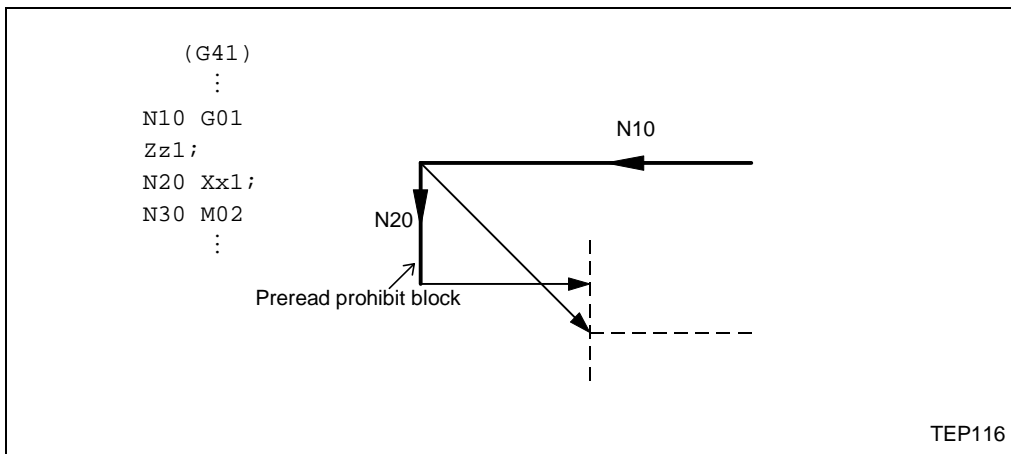 (G41)
⋮
N10 G01
Zz1;
N20 Xx1;
N30 M02
⋮
N10
N20
Preread prohibit block
TEP116